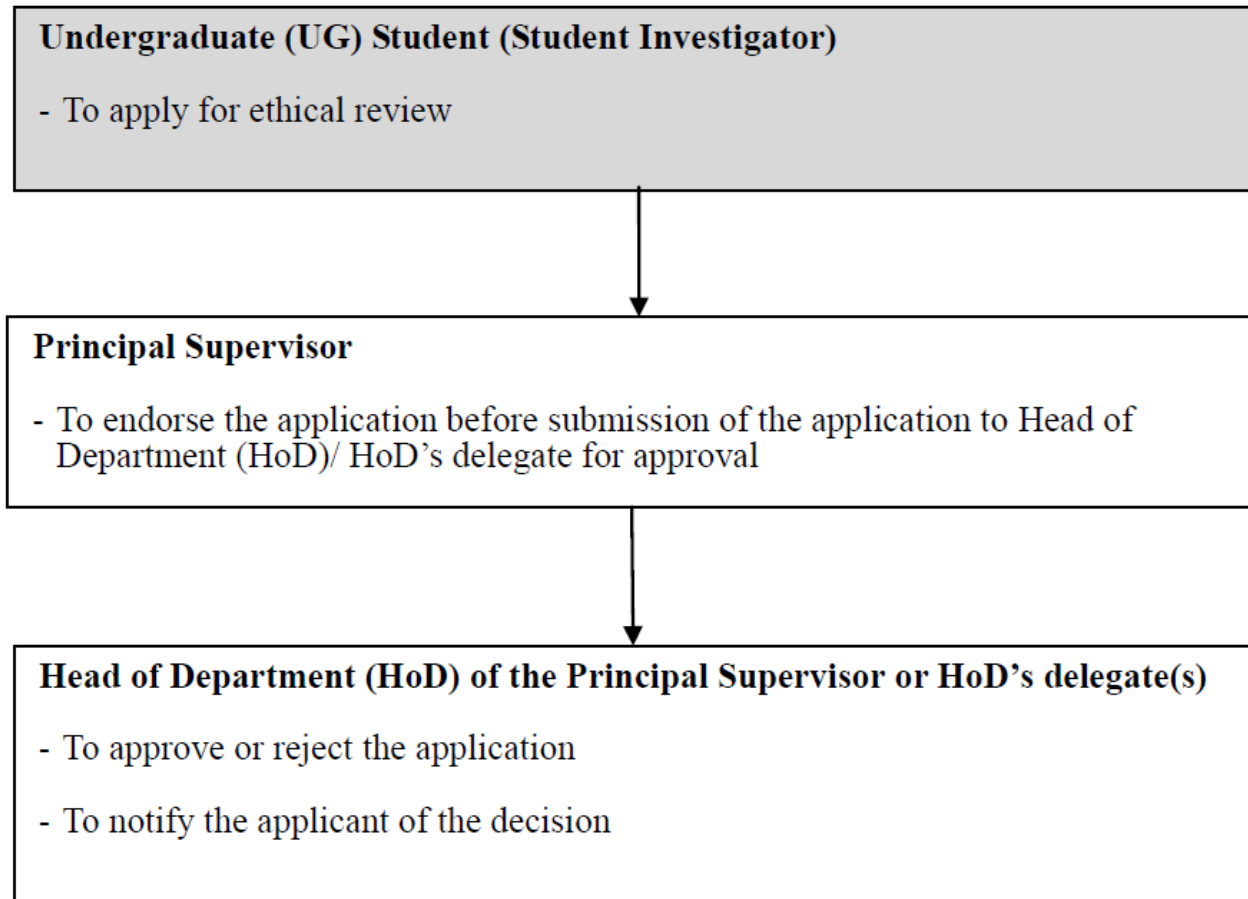 Undergraduate (UG) Student (Student Investigator)
- To apply for ethical review
Principal Supervisor
- To endorse the application before submission of the application to Head of
Department (HoD)/ HoD’s delegate for approval
Head of Department (HoD) of the Principal Supervisor or HoD’s delegate(s)
- To approve or reject the application
- To notify the applicant of the decision